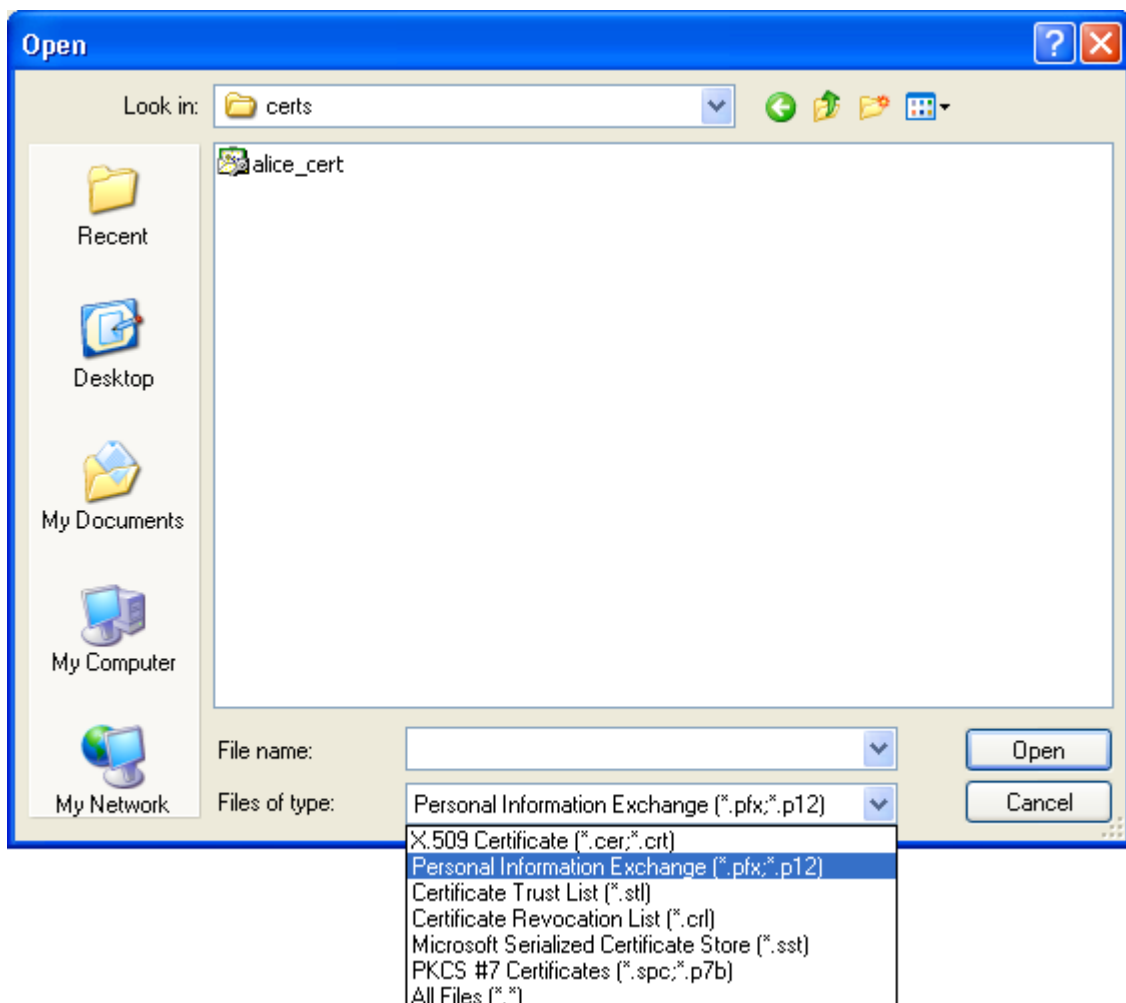 Open
Look in:
certs
alice_cert
Recent
Desktop
My Documents
My Computer
My Network
File name:
Open
Files of type:
Personal Information Exchange (*.pfx;*.p12)
Cancel
X.509 Certificate (*.cer;*.crt)
Personal Information Exchange (*.pfx;*.p12)
Certificate Trust List (*.stl)
Certificate Revocation List (*.crl)
Microsoft Serialized Certificate Store (*.sst)
PKCS #7 Certificates (*.spc;*.p7b)
All Files (*.*)